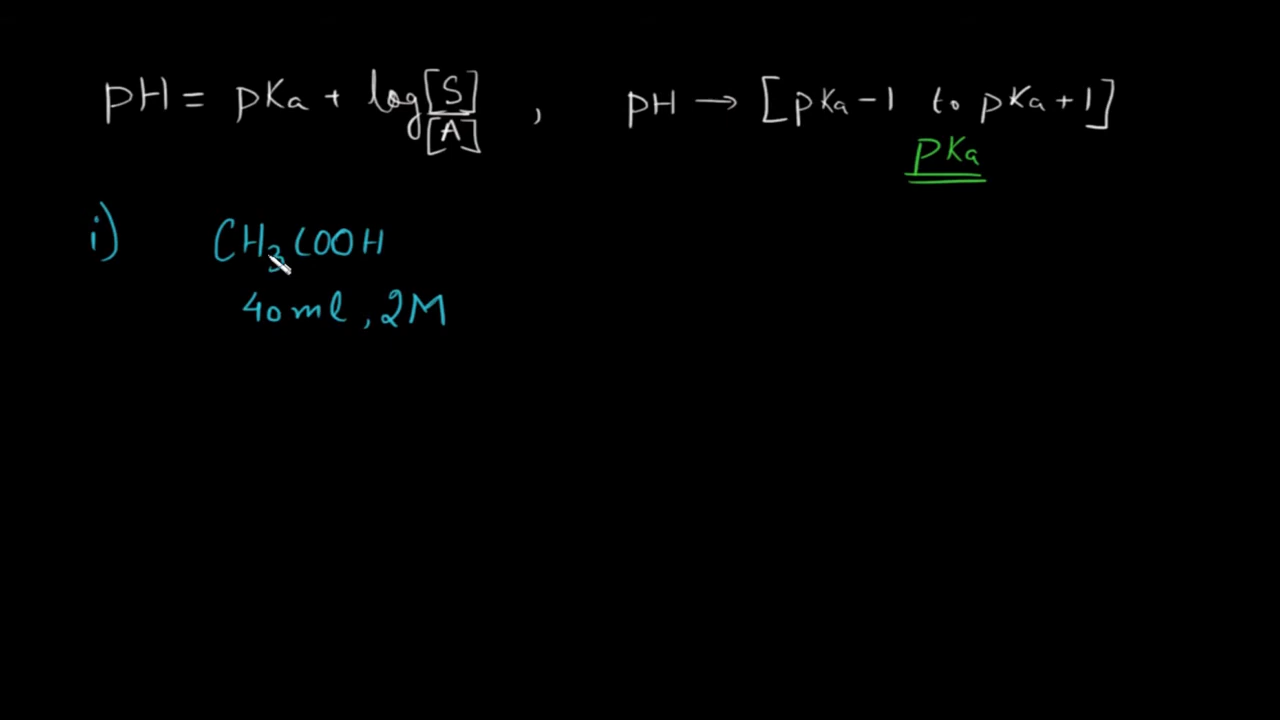 pH = pKa + log [S]/[A] , pH → [pKa-1 to pKa+1]
pKa
i) CH3COOH
40ml, 2M